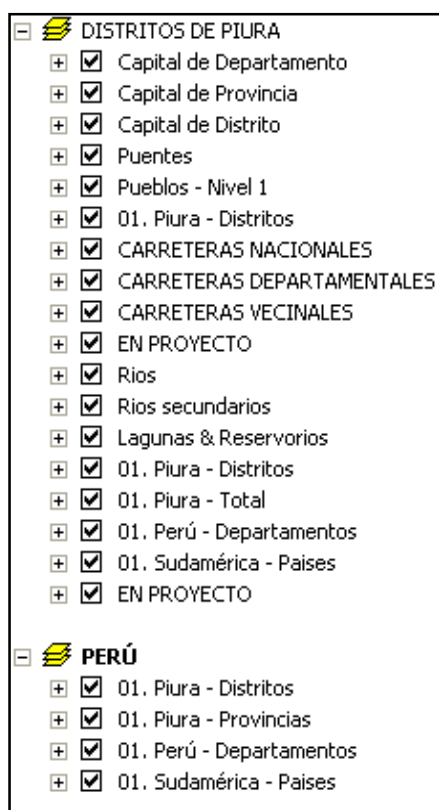 DISTRITOS DE PIURA
Capital de Departamento
Capital de Provincia
Capital de Distrito
Puentes
Pueblos - Nivel 1
01. Piura - Distritos
CARRETERAS NACIONALES
CARRETERAS DEPARTAMENTALES
CARRETERAS VECINALES
EN PROYECTO
Rios
Rios secundarios
Lagunas & Reservorios
01. Piura - Distritos
01. Piura - Total
01. Perú - Departamentos
01. Sudamérica - Paises
EN PROYECTO
PERÚ
01. Piura - Distritos
01. Piura - Provincias
01. Perú - Departamentos
01. Sudamérica - Paises